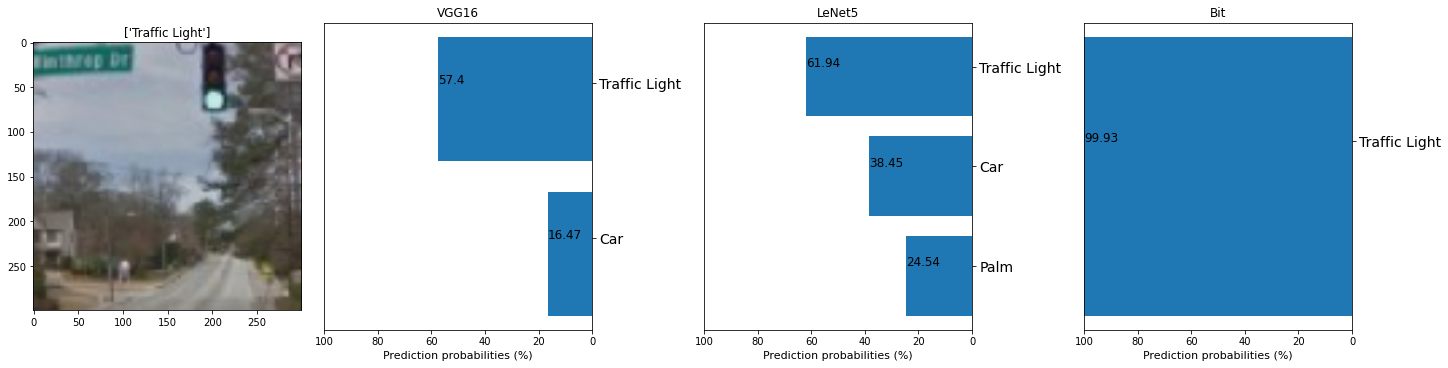 ['Traffic Light']
0
50
100
150
200
250
0 50 100 150 200 250
VGG16
57.4
Traffic Light
16.47
Car
100 80 60 40 20 0
Prediction probabilities (%)
LeNet5
61.94
Traffic Light
38.45
Car
24.54
Palm
100 80 60 40 20 0
Prediction probabilities (%)
Bit
99.93
Traffic Light
100 80 60 40 20 0
Prediction probabilities (%)